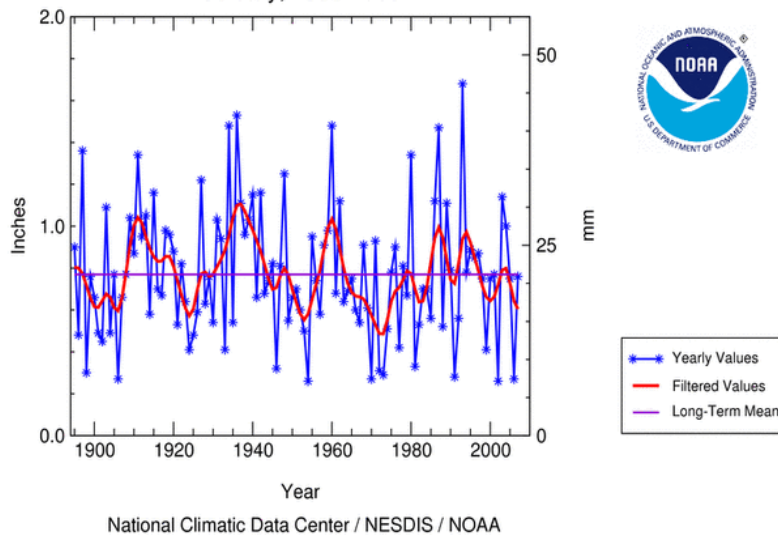 2.0
50
1.0
25
0.0
0
Inches
mm
1900
1920
1940
1960
1980
2000
Year
National Climatic Data Center / NESDIS / NOAA
NATIONAL OCEANIC AND ATMOSPHERIC ADMINISTRATION
NOAA
U.S. DEPARTMENT OF COMMERCE
®
Yearly Values
Filtered Values
Long-Term Mean